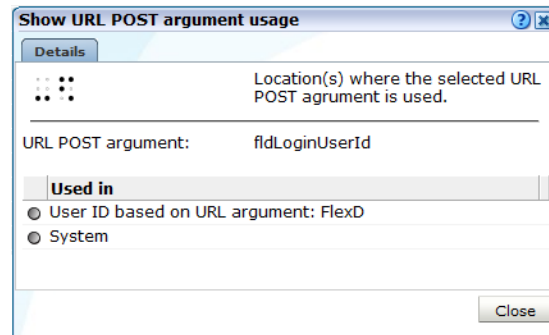 Show URL POST argument usage
Details
Location(s) where the selected URL
POST agrument is used.
URL POST argument: fldLoginUserId
Used in
User ID based on URL argument: FlexD
System
Close